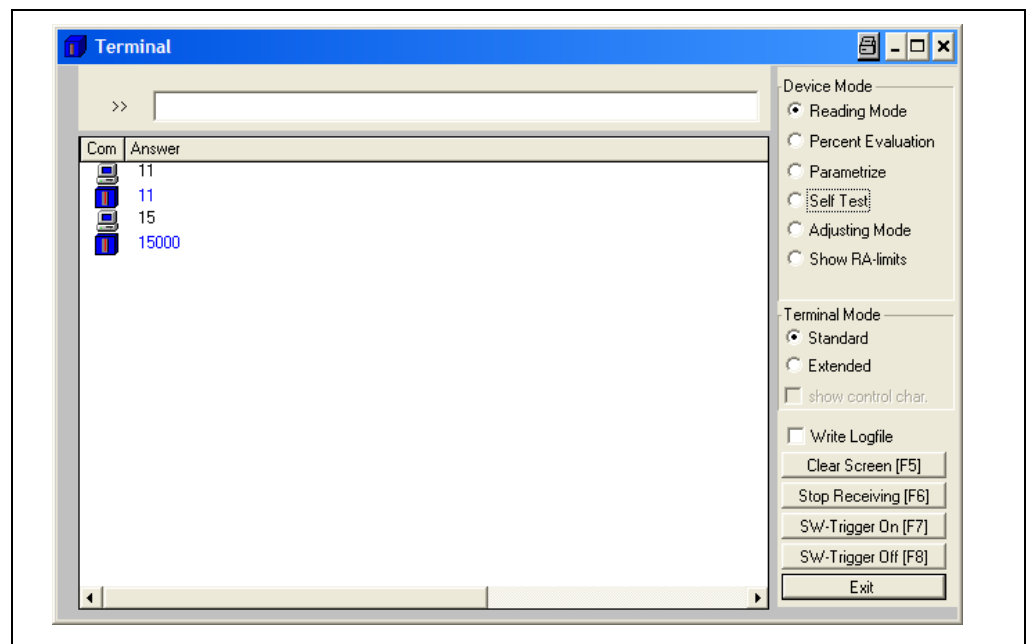 Terminal
>>
Com Answer
11
11
15
15000
Device Mode
Reading Mode
Percent Evaluation
Parametrize
Self Test
Adjusting Mode
Show RA-limits
Terminal Mode
Standard
Extended
show control char.
Write Logfile
Clear Screen [F5]
Stop Receiving [F6]
SW-Trigger On [F7]
SW-Trigger Off [F8]
Exit